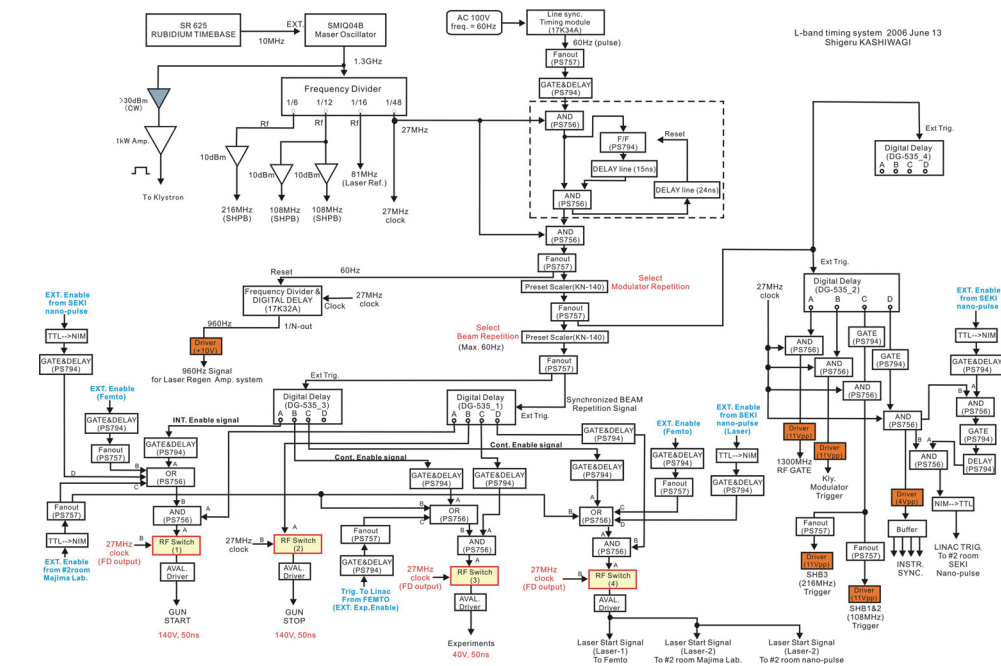 L-band timing system 2006 June 13
Shigeru KASHIWAGI
SR 625
RUBIDIUM TIMEBASE
EXT.
10MHz
SMIQ04B
Maser Oscillator
1.3GHz
AC 100V
freq. = 60Hz
Line sync.
Timing module
(17K34A)
60Hz (pulse)
Fanout
(PS757)
GATE&DELAY
(PS794)
>30dBm
(CW)
1kW Amp.
To Klystron
Frequency Divider
1/6
1/12
1/16
1/48
Rf
Rf
Rf
27MHz
10dBm
10dBm
10dBm
81MHz
(Laser Ref.)
216MHz
(SHPB)
108MHz
(SHPB)
108MHz
(SHPB)
27MHz
clock
AND
(PS756)
F/F
(PS794)
Reset
DELAY line (15ns)
DELAY line (24ns)
AND
(PS756)
AND
(PS756)
Fanout
(PS757)
Ext Trig.
Digital Delay
(DG-535_4)
A B C D
Reset
60Hz
Frequency Divider &
DIGITAL DELAY
(17K32A)
27MHz
clock
Clock
1/N-out
Preset Scaler(KN-140)
Select
Modulator Repetition
Fanout
(PS757)
Select
Beam Repetition
(Max. 60Hz)
Preset Scaler(KN-140)
Fanout
(PS757)
960Hz
Driver
(+10V)
960Hz Signal
for Laser Regen Amp. system
Ext Trig.
Digital Delay
(DG-535_2)
A B C D
27MHz
clock
EXT. Enable
from SEKI
nano-pulse
TTL-->NIM
GATE&DELAY
(PS794)
EXT. Enable
(Femto)
GATE&DELAY
(PS794)
Fanout
(PS757)
INT. Enable signal
GATE&DELAY
(PS794)
Ext Trig.
Digital Delay
(DG-535_3)
A B C D
Digital Delay
(DG-535_1)
A B C D
Ext Trig.
Synchronized BEAM
Repetition Signal
Cont. Enable signal
Cont. Enable signal
GATE&DELAY
(PS794)
GATE&DELAY
(PS794)
GATE&DELAY
(PS794)
GATE&DELAY
(PS794)
D
B
A
C
OR
(PS756)
Fanout
(PS757)
TTL-->NIM
EXT. Enable
from #2room
Majima Lab.
B
A
AND
(PS756)
27MHz
clock
(FD output)
B
A
RF Switch
(1)
AVAL.
Driver
GUN
START
140V, 50ns
27MHz
clock
B
A
RF Switch
(2)
AVAL.
Driver
GUN
STOP
140V, 50ns
Fanout
(PS757)
GATE&DELAY
(PS794)
Trig. To Linac
From FEMTO
(EXT. Exp.Enable)
B
A
C
OR
(PS756)
B
A
AND
(PS756)
27MHz
clock
(FD output)
B
A
RF Switch
(3)
AVAL.
Driver
Experiments
40V, 50ns
EXT. Enable
(Femto)
GATE&DELAY
(PS794)
Fanout
(PS757)
EXT. Enable
from SEKI
nano-pulse
(Laser)
TTL-->NIM
GATE&DELAY
(PS794)
A
B
C
D
OR
(PS756)
A
B
AND
(PS756)
27MHz
clock
(FD output)
B
A
RF Switch
(4)
AVAL.
Driver
Laser Start Signal
(Laser-1)
To Femto
Laser Start Signal
(Laser-2)
To #2 room Majima Lab.
Laser Start Signal
(Laser-2)
To #2 room nano-pulse
AND
(PS756)
AND
(PS756)
AND
(PS756)
GATE
(PS794)
GATE
(PS794)
AND
(PS756)
Driver
(11Vpp)
1300MHz
RF GATE
Driver
(11Vpp)
Kly.
Modulator
Trigger
Fanout
(PS757)
Driver
(11Vpp)
SHB3
(216MHz)
Trigger
Fanout
(PS757)
Driver
(11Vpp)
SHB1&2
(108MHz)
Trigger
Driver
(4Vpp)
Buffer
INSTR.
SYNC.
EXT. Enable
from SEKI
nano-pulse
TTL-->NIM
GATE&DELAY
(PS794)
B
A
AND
(PS756)
GATE
(PS794)
DELAY
(PS794)
B
A
AND
(PS756)
NIM-->TTL
LINAC TRIG.
To #2 room
SEKI
Nano-pulse